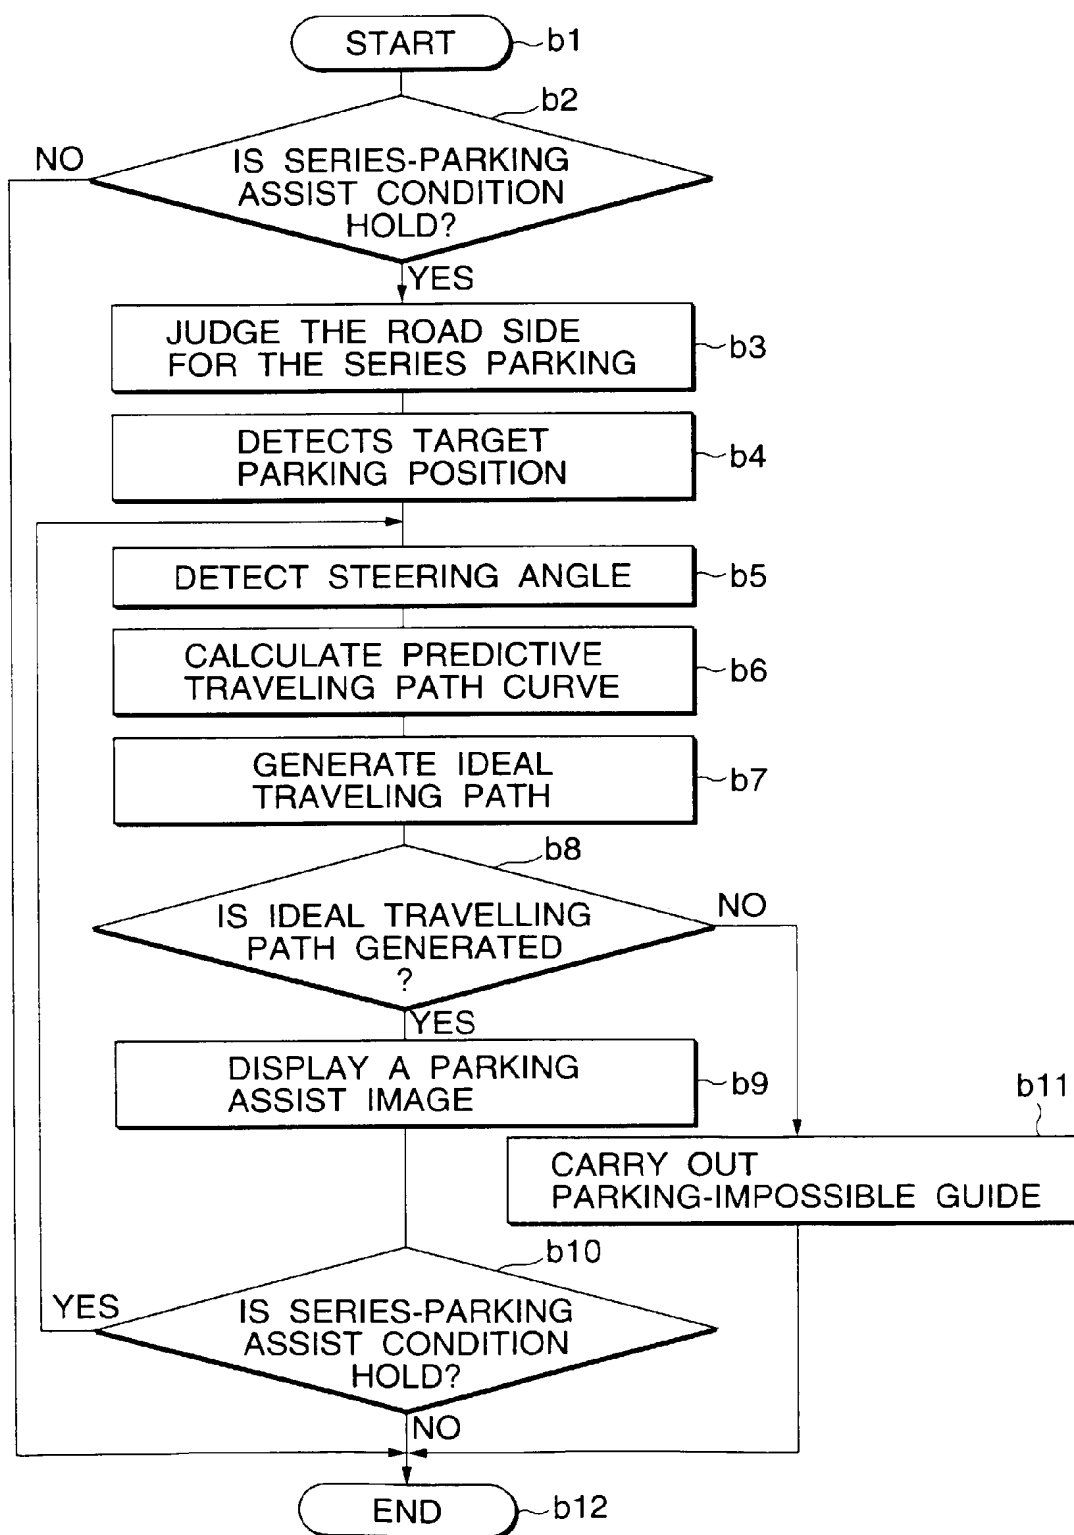 START
b1
b2
NO
IS SERIES-PARKING
ASSIST CONDITION
HOLD?
YES
JUDGE THE ROAD SIDE
FOR THE SERIES PARKING
b3
DETECTS TARGET
PARKING POSITION
b4
DETECT STEERING ANGLE
b5
CALCULATE PREDICTIVE
TRAVELING PATH CURVE
b6
GENERATE IDEAL
TRAVELING PATH
b7
b8
IS IDEAL TRAVELLING
PATH GENERATED
?
NO
YES
DISPLAY A PARKING
ASSIST IMAGE
b9
b11
CARRY OUT
PARKING-IMPOSSIBLE GUIDE
b10
YES
IS SERIES-PARKING
ASSIST CONDITION
HOLD?
NO
END
b12